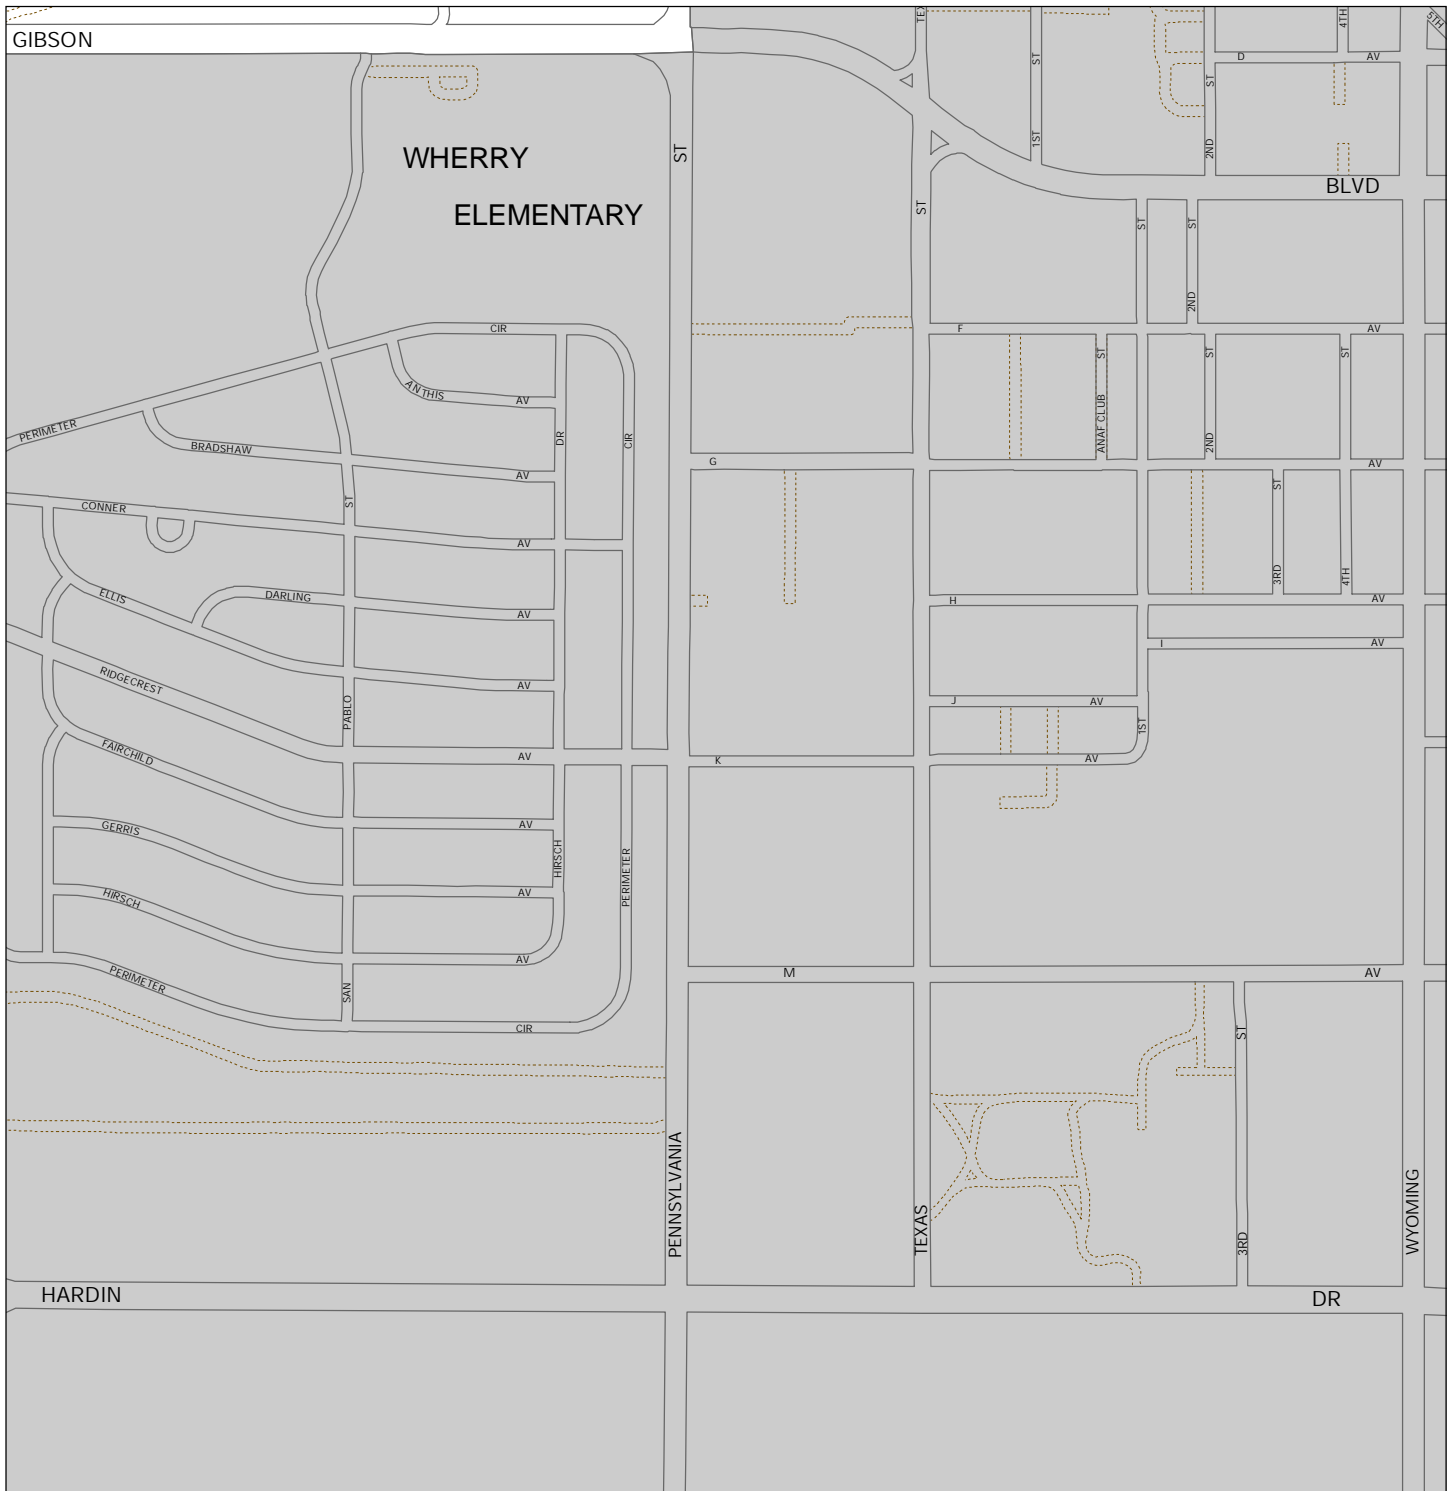 GIBSON
TEX
4TH
5TH
ST
D
AV
ST
1ST
ST
2ND
WHERRY
ST
BLVD
ELEMENTARY
ST
ST
ST
2ND
CIR
F
AV
ANTHIS
AV
ST
ST
ST
ANAF CLUB
2ND
PERIMETER
BRADSHAW
DR
CIR
AV
G
AV
CONNER
ST
ST
AV
3RD
4TH
ELLIS
DARLING
AV
H
AV
I
AV
RIDGECREST
PABLO
AV
J
AV
1ST
FAIRCHILD
AV
K
AV
GERRIS
AV
HIRSCH
PERIMETER
HIRSCH
AV
AV
M
AV
PERIMETER
SAN
CIR
ST
PENNSYLVANIA
TEXAS
3RD
WYOMING
HARDIN
DR